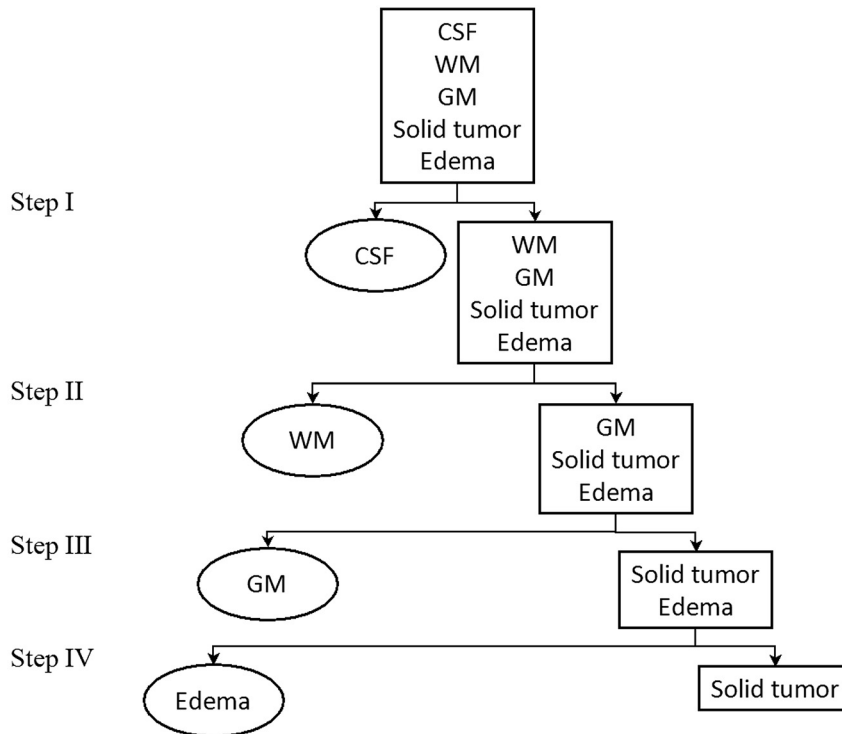 CSF
WM
GM
Solid tumor
Edema
Step I
CSF
WM
GM
Solid tumor
Edema
Step II
WM
GM
Solid tumor
Edema
Step III
GM
Solid tumor
Edema
Step IV
Edema
Solid tumor